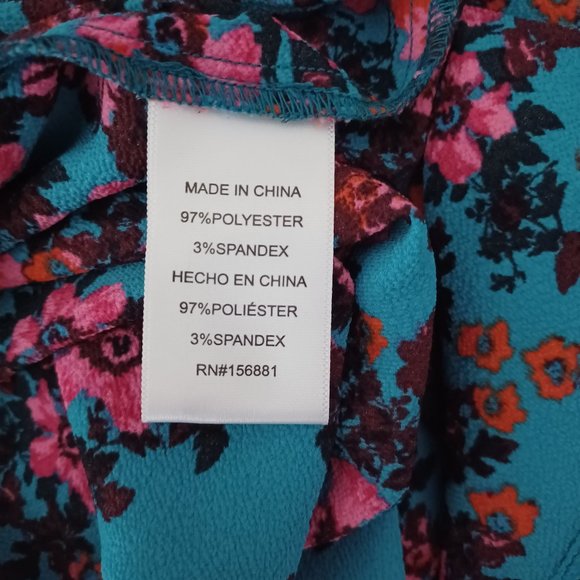 MADE IN CHINA
97%POLYESTER
3%SPANDEX
HECHO EN CHINA
97%POLIÉSTER
3%SPANDEX
RN#156881